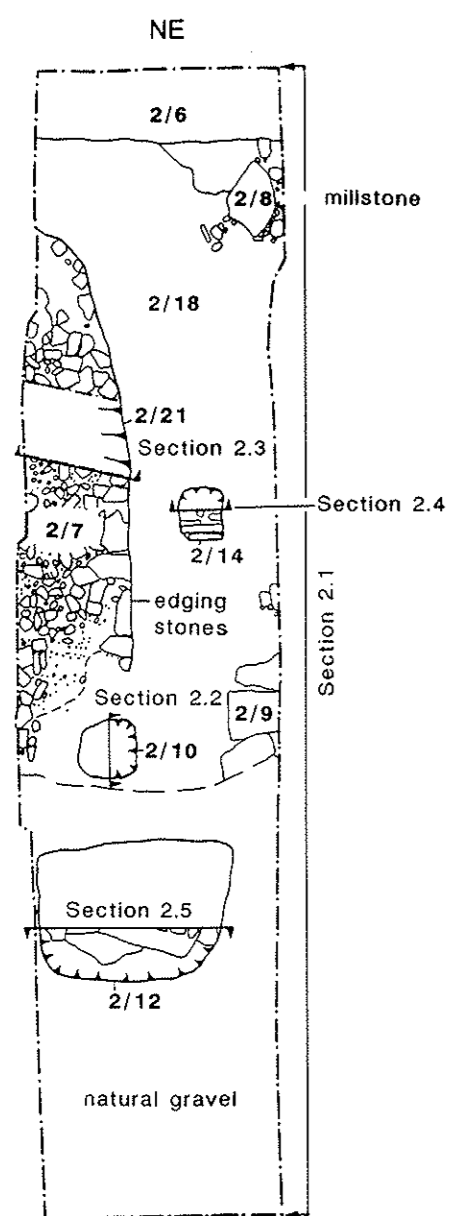 NE
2/6
2/8
millstone
2/18
2/21
Section 2.3
Section 2.4
2/7
2/14
edging
stones
Section 2.1
Section 2.2
2/9
2/10
Section 2.5
2/12
natural gravel